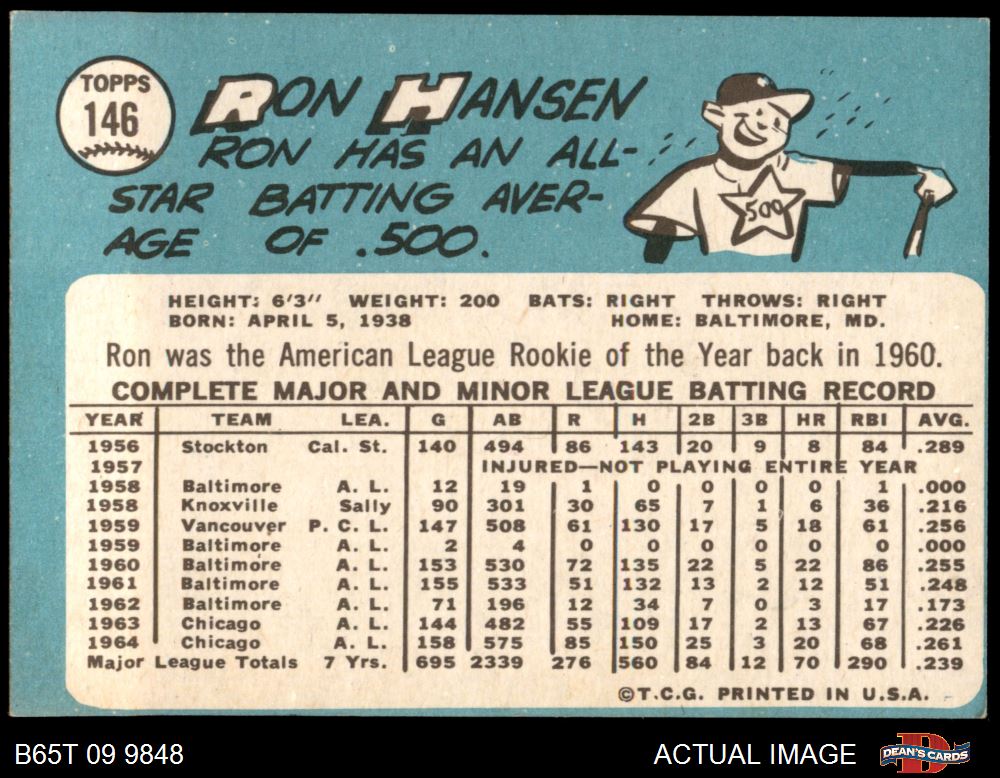 TOPPS
146
RON HANSEN
RON HAS AN ALL-
STAR BATTING AVER-
AGE OF .500.
500
HEIGHT: 6'3" WEIGHT: 200 BATS: RIGHT THROWS: RIGHT
BORN: APRIL 5, 1938 HOME: BALTIMORE, MD.
Ron was the American League Rookie of the Year back in 1960.
COMPLETE MAJOR AND MINOR LEAGUE BATTING RECORD
YEAR TEAM LEA. G AB R H 2B 3B HR RBI AVG.
1956 Stockton Cal. St. 140 494 86 143 20 9 8 84 .289
1957 INJURED—NOT PLAYING ENTIRE YEAR
1958 Baltimore A. L. 12 19 1 0 0 0 0 1 .000
1958 Knoxville Sally 90 301 30 65 7 1 6 36 .216
1959 Vancouver P. C. L. 147 508 61 130 17 5 18 61 .256
1959 Baltimore A. L. 2 4 0 0 0 0 0 0 .000
1960 Baltimore A. L. 153 530 72 135 22 5 22 86 .255
1961 Baltimore A. L. 155 533 51 132 13 2 12 51 .248
1962 Baltimore A. L. 71 196 12 34 7 0 3 17 .173
1963 Chicago A. L. 144 482 55 109 17 2 13 67 .226
1964 Chicago A. L. 158 575 85 150 25 3 20 68 .261
Major League Totals 7 Yrs. 695 2339 276 560 84 12 70 290 .239
©T.C.G. PRINTED IN U.S.A.
B65T 09 9848 ACTUAL IMAGE DEAN'S CARDS